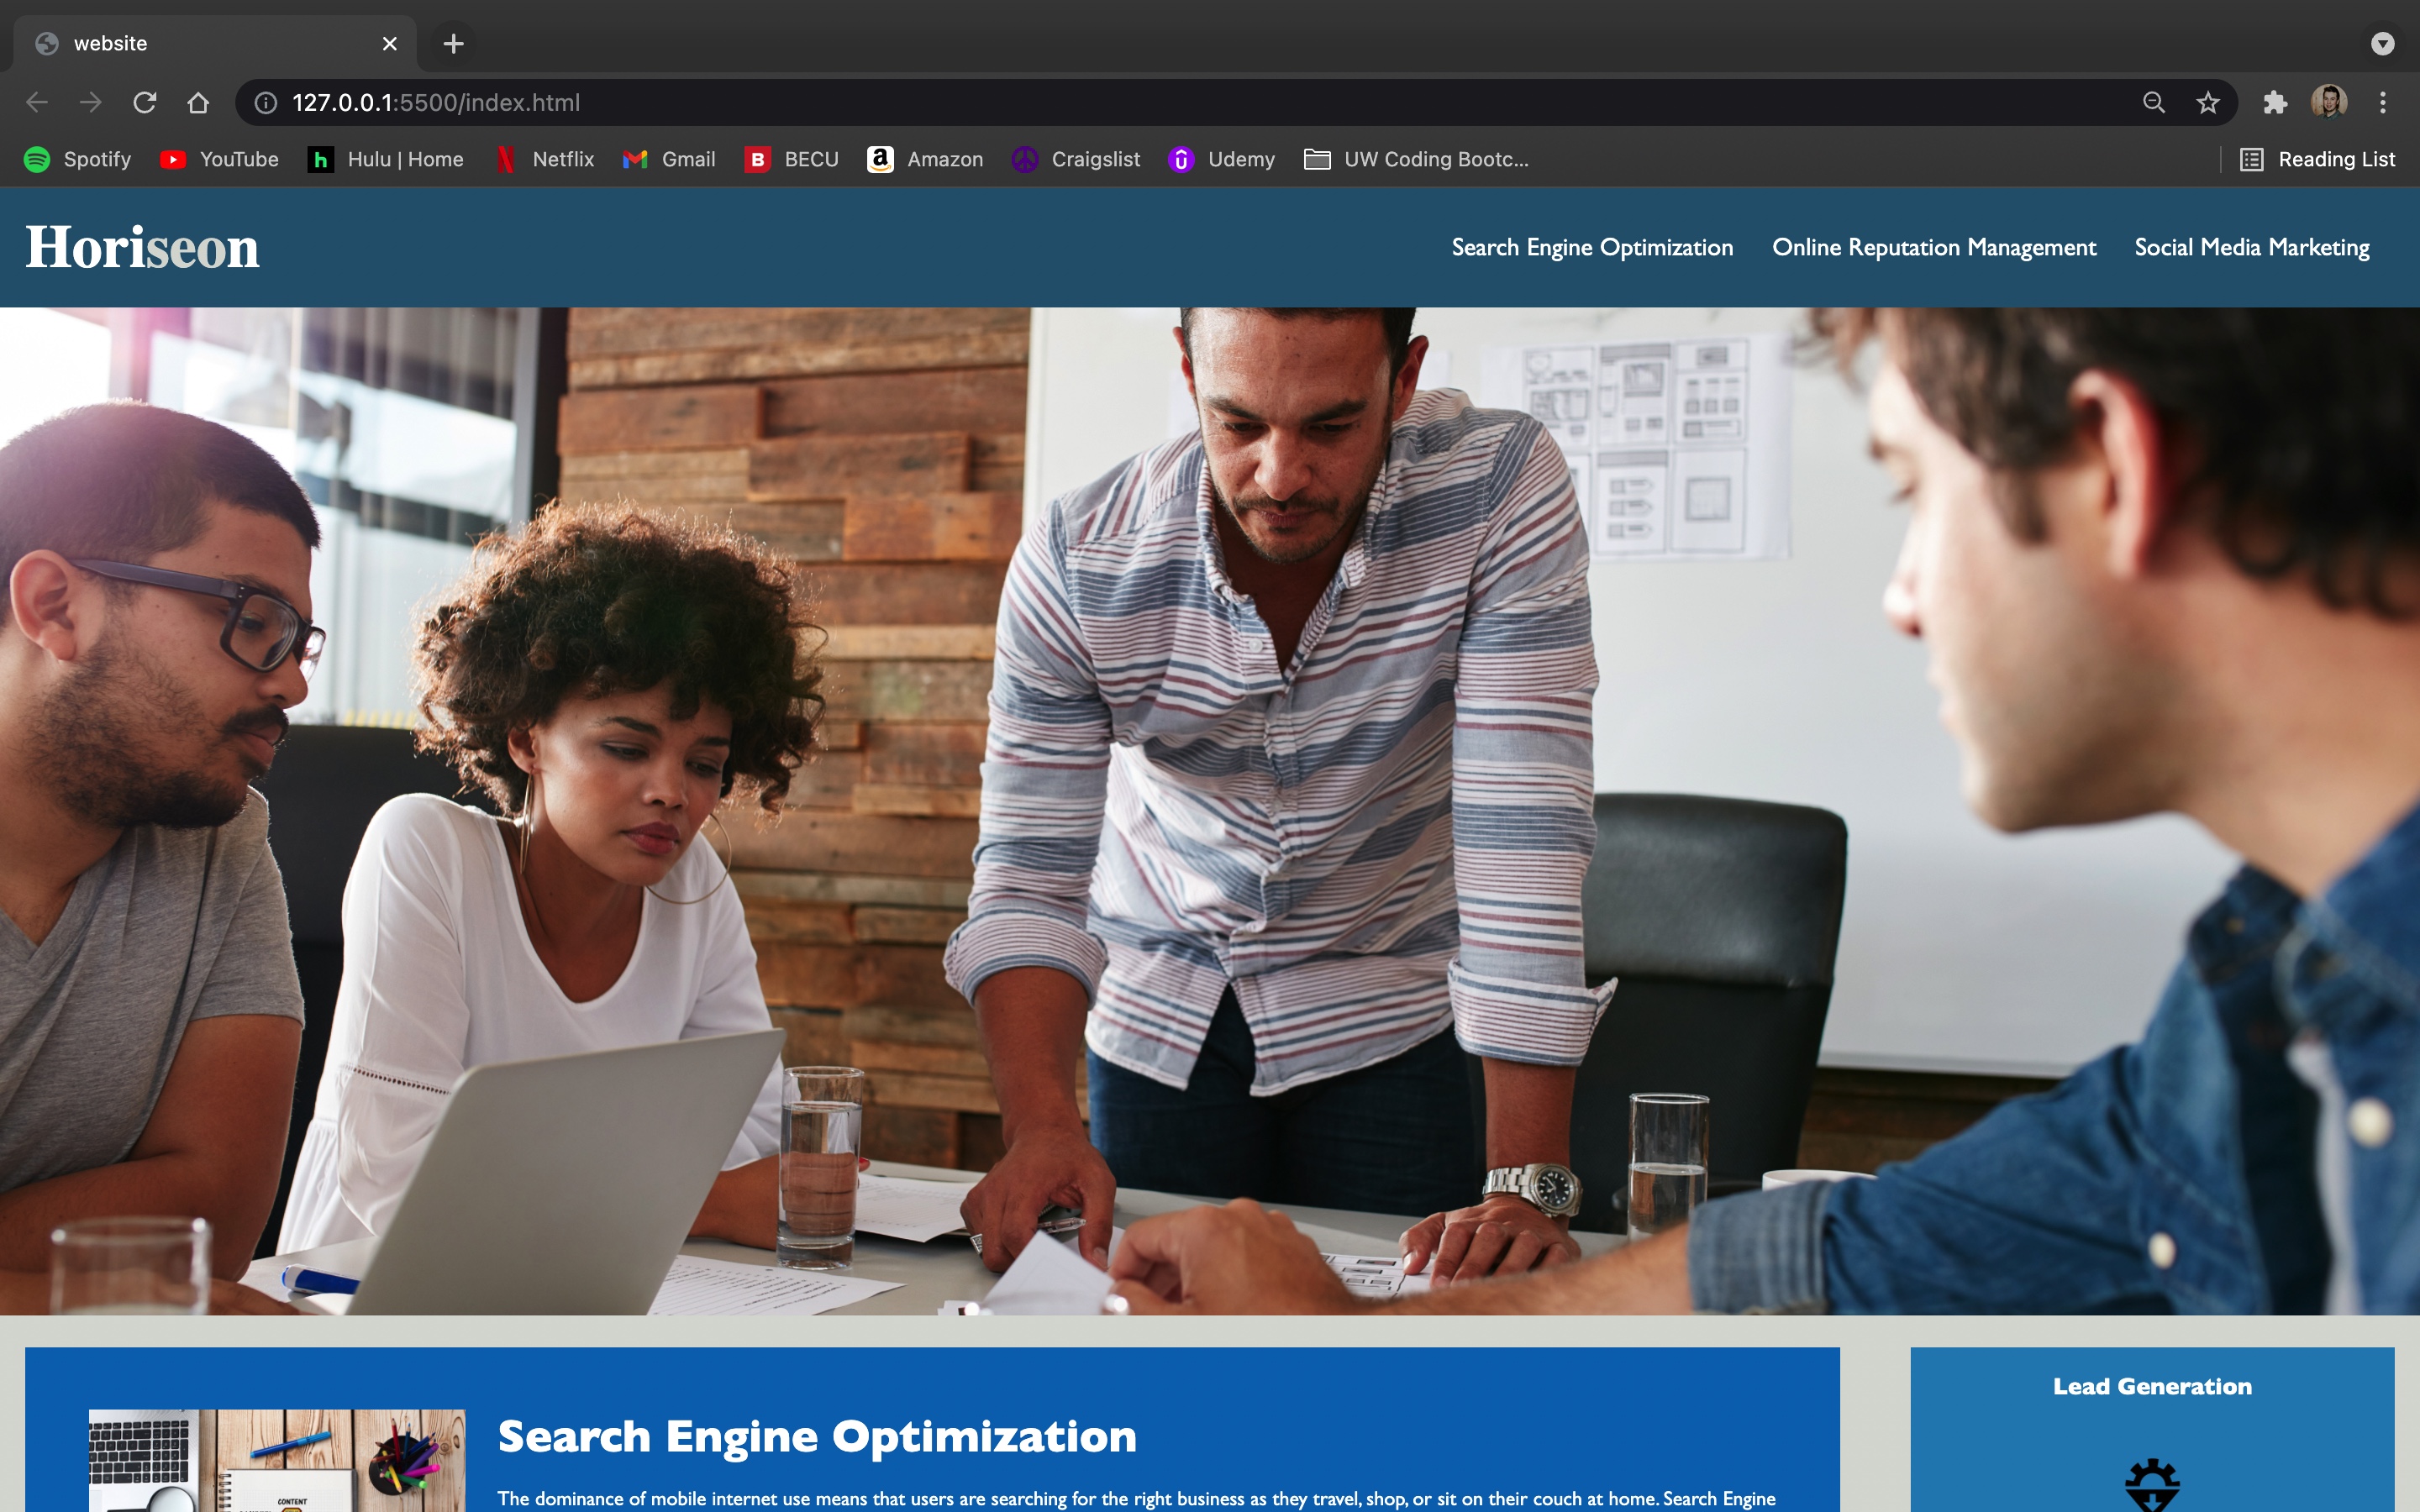 website
127.0.0.1:5500/index.html
Spotify YouTube Hulu | Home Netflix Gmail BECU Amazon Craigslist Udemy UW Coding Bootc... Reading List
Horiseon
Search Engine Optimization Online Reputation Management Social Media Marketing
Lead Generation
Search Engine Optimization
CONTENT
The dominance of mobile internet use means that users are searching for the right business as they travel, shop, or sit on their couch at home. Search Engine